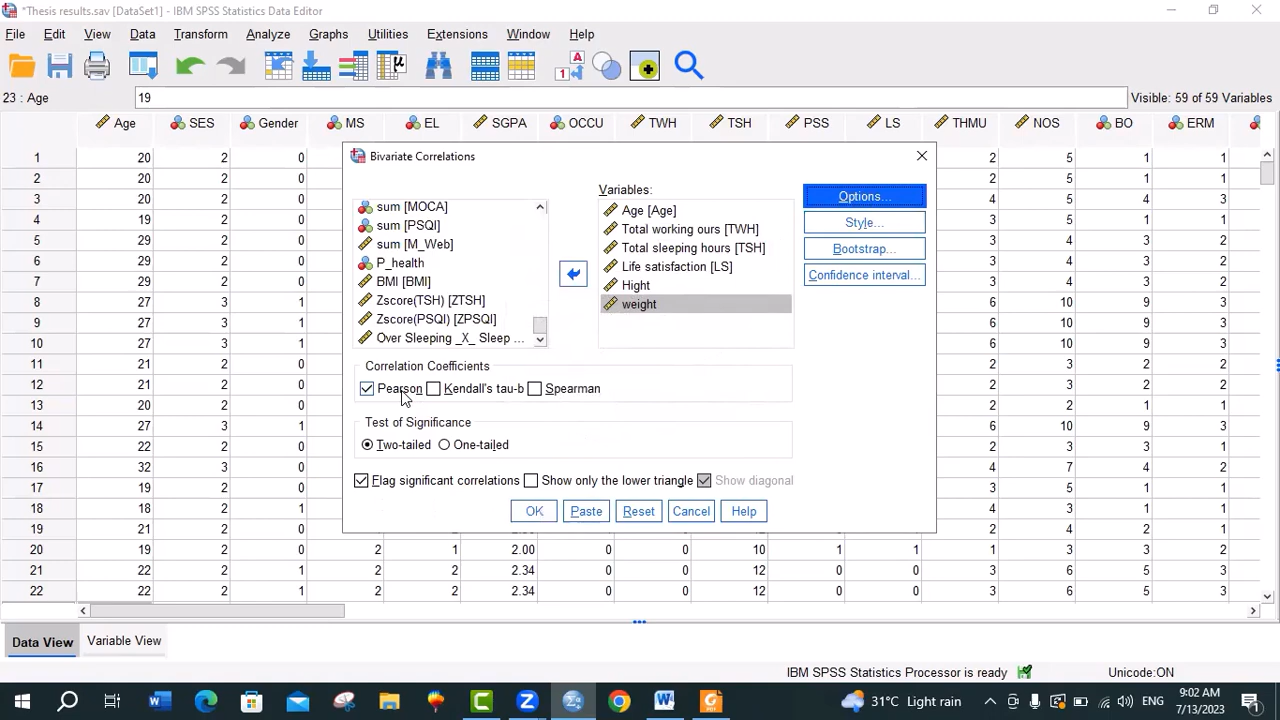 *Thesis results.sav [DataSet1] - IBM SPSS Statistics Data Editor
File Edit View Data Transform Analyze Graphs Utilities Extensions Window Help
23 : Age 19 Visible: 59 of 59 Variables
Age SES Gender MS EL SGPA OCCU TWH TSH PSS LS THMU NOS BO ERM
Bivariate Correlations
Variables:
sum [MOCA]
sum [PSQI]
sum [M_Web]
P_health
BMI [BMI]
Zscore(TSH) [ZTSH]
Zscore(PSQI) [ZPSQI]
Over Sleeping _X_ Sleep ...
Age [Age]
Total working ours [TWH]
Total sleeping hours [TSH]
Life satisfaction [LS]
Hight
weight
Options...
Style...
Bootstrap...
Confidence interval...
Correlation Coefficients
Pearson Kendall's tau-b Spearman
Test of Significance
Two-tailed One-tailed
Flag significant correlations Show only the lower triangle Show diagonal
OK Paste Reset Cancel Help
1 20 2 0 2 5 1 1
2 20 2 0 3 5 1 1
3 20 2 0 4 5 4 3
4 19 2 0 3 5 1 1
5 29 2 0 3 4 3 2
6 29 2 0 3 4 3 2
7 29 2 1 3 4 3 2
8 27 3 1 6 10 9 2
9 27 3 1 6 10 9 2
10 27 3 1 6 10 9 2
11 21 2 0 3 4 3 2
12 21 2 0 3 4 3 2
13 20 2 0 2 2 1 1
14 27 3 1 6 10 9 2
15 22 2 0 3 3 2 2
16 32 3 0 4 7 4 2
17 19 2 0 3 5 2 2
18 18 2 1 4 3 3 1
19 21 2 0 2 4 2 1
20 19 2 0 2 1 2.00 0 0 10 1 1 1 3 3 2
21 22 2 1 2 1 2.34 0 0 12 0 0 3 6 5 3
22 22 2 1 2 1 2.34 0 0 12 0 0 3 6 5 3
Data View Variable View
IBM SPSS Statistics Processor is ready Unicode:ON
31°C Light rain ENG 9:02 AM 7/13/2023 1